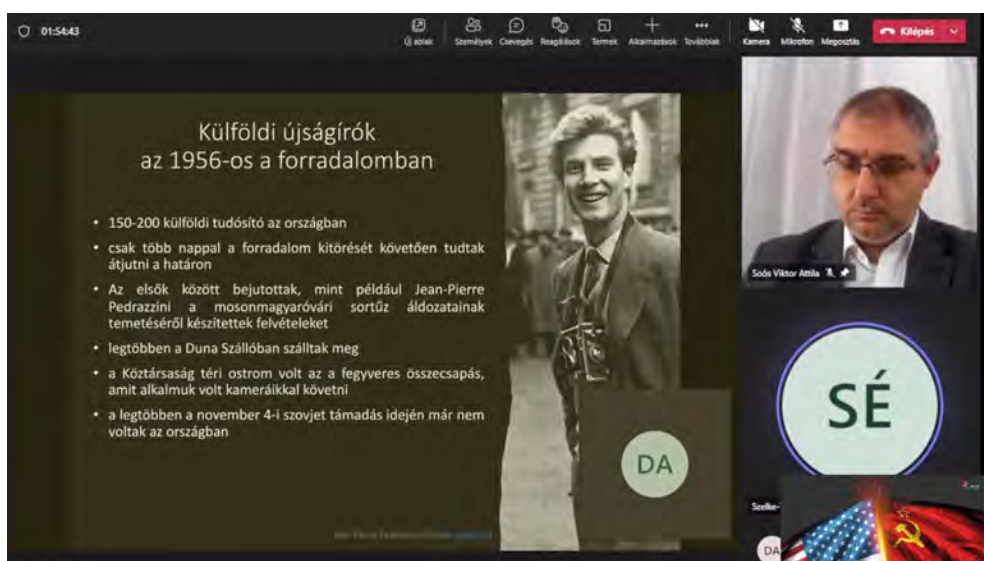 01:54:43
Új ablak Személyek Csevegés Reagálások Termek Alkalmazások Továbbiak Kamera Mikrofon Megosztás Kilépés
Külföldi újságírók
az 1956-os a forradalomban
• 150-200 külföldi tudósító az országban
• csak több nappal a forradalom kitörését követően tudtak
átjutni a határon
• Az elsők között bejutottak, mint például Jean-Pierre
Pedrazzini a mosonmagyaróvári sortűz áldozatainak
temetéséről készítettek felvételeket
• legtöbben a Duna Szállóban szálltak meg
• a Köztársaság téri ostrom volt az a fegyveres összecsapás,
amit alkalmuk volt kameráikkal követni
• a legtöbben a november 4-i szovjet támadás idején már nem
voltak az országban
DA
Soós Viktor Attila
SÉ
Szelke-
DA